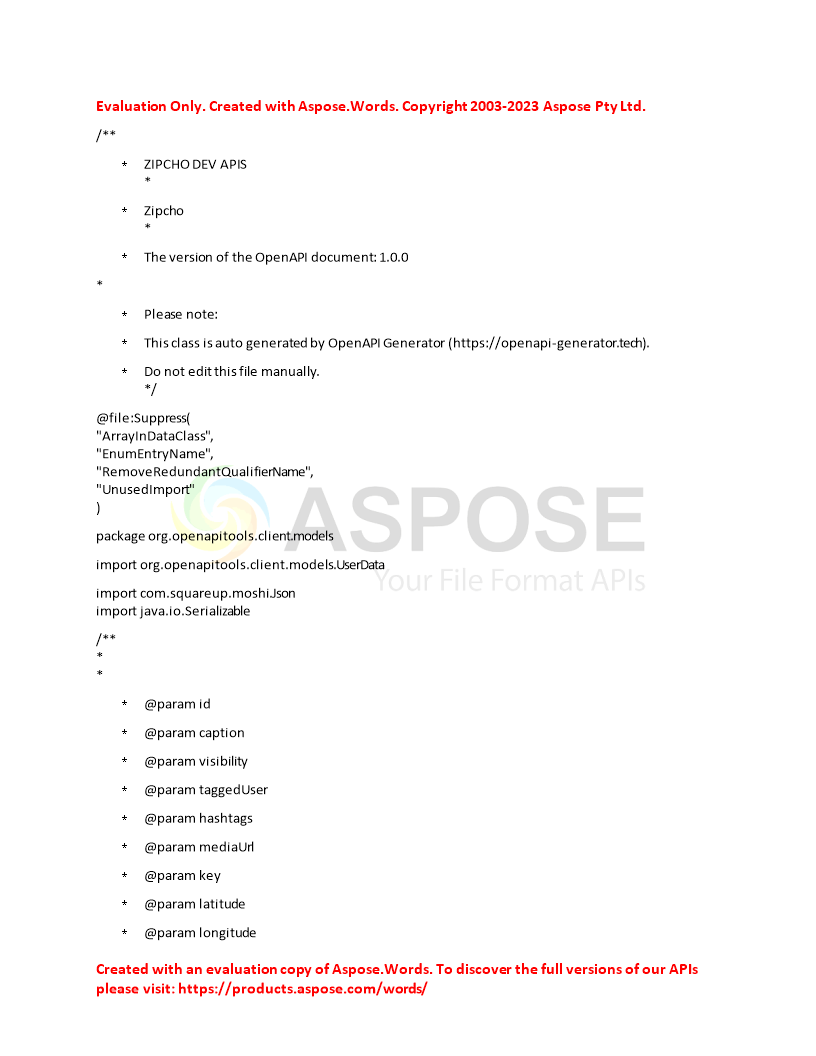 Evaluation Only. Created with Aspose.Words. Copyright 2003-2023 Aspose Pty Ltd.
/**
* ZIPCHO DEV APIS
*
* Zipcho
*
* The version of the OpenAPI document: 1.0.0
*
* Please note:
* This class is auto generated by OpenAPI Generator (https://openapi-generator.tech).
* Do not edit this file manually.
*/
@file:Suppress(
"ArrayInDataClass",
"EnumEntryName",
"RemoveRedundantQualifierName",
"UnusedImport"
)
ASPOSE
package org.openapitools.client.models
import org.openapitools.client.models.UserData
Your File Format APIs
import com.squareup.moshi.Json
import java.io.Serializable
/**
*
*
* @param id
* @param caption
* @param visibility
* @param taggedUser
* @param hashtags
* @param mediaUrl
* @param key
* @param latitude
* @param longitude
Created with an evaluation copy of Aspose.Words. To discover the full versions of our APIs
please visit: https://products.aspose.com/words/